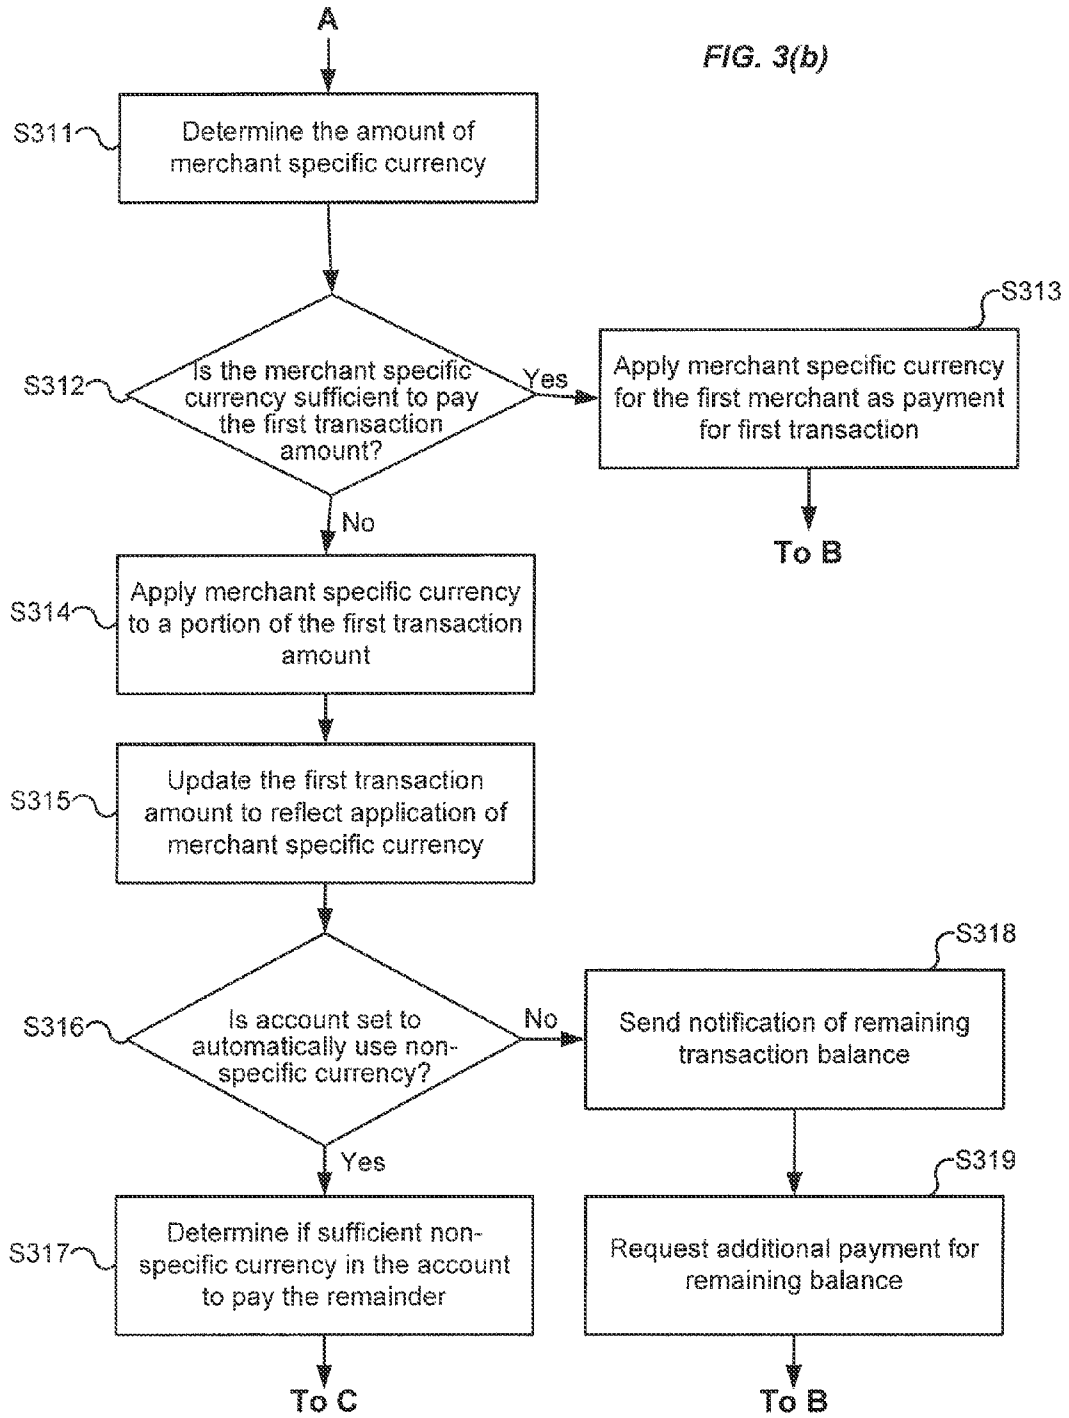 A
FIG. 3(b)
S311
Determine the amount of
merchant specific currency
S312
Is the merchant specific
currency sufficient to pay
the first transaction
amount?
Yes
S313
Apply merchant specific currency
for the first merchant as payment
for first transaction
To B
No
S314
Apply merchant specific currency
to a portion of the first transaction
amount
S315
Update the first transaction
amount to reflect application of
merchant specific currency
S316
Is account set to
automatically use non-
specific currency?
No
S318
Send notification of remaining
transaction balance
Yes
S317
Determine if sufficient non-
specific currency in the account
to pay the remainder
S319
Request additional payment for
remaining balance
To C
To B